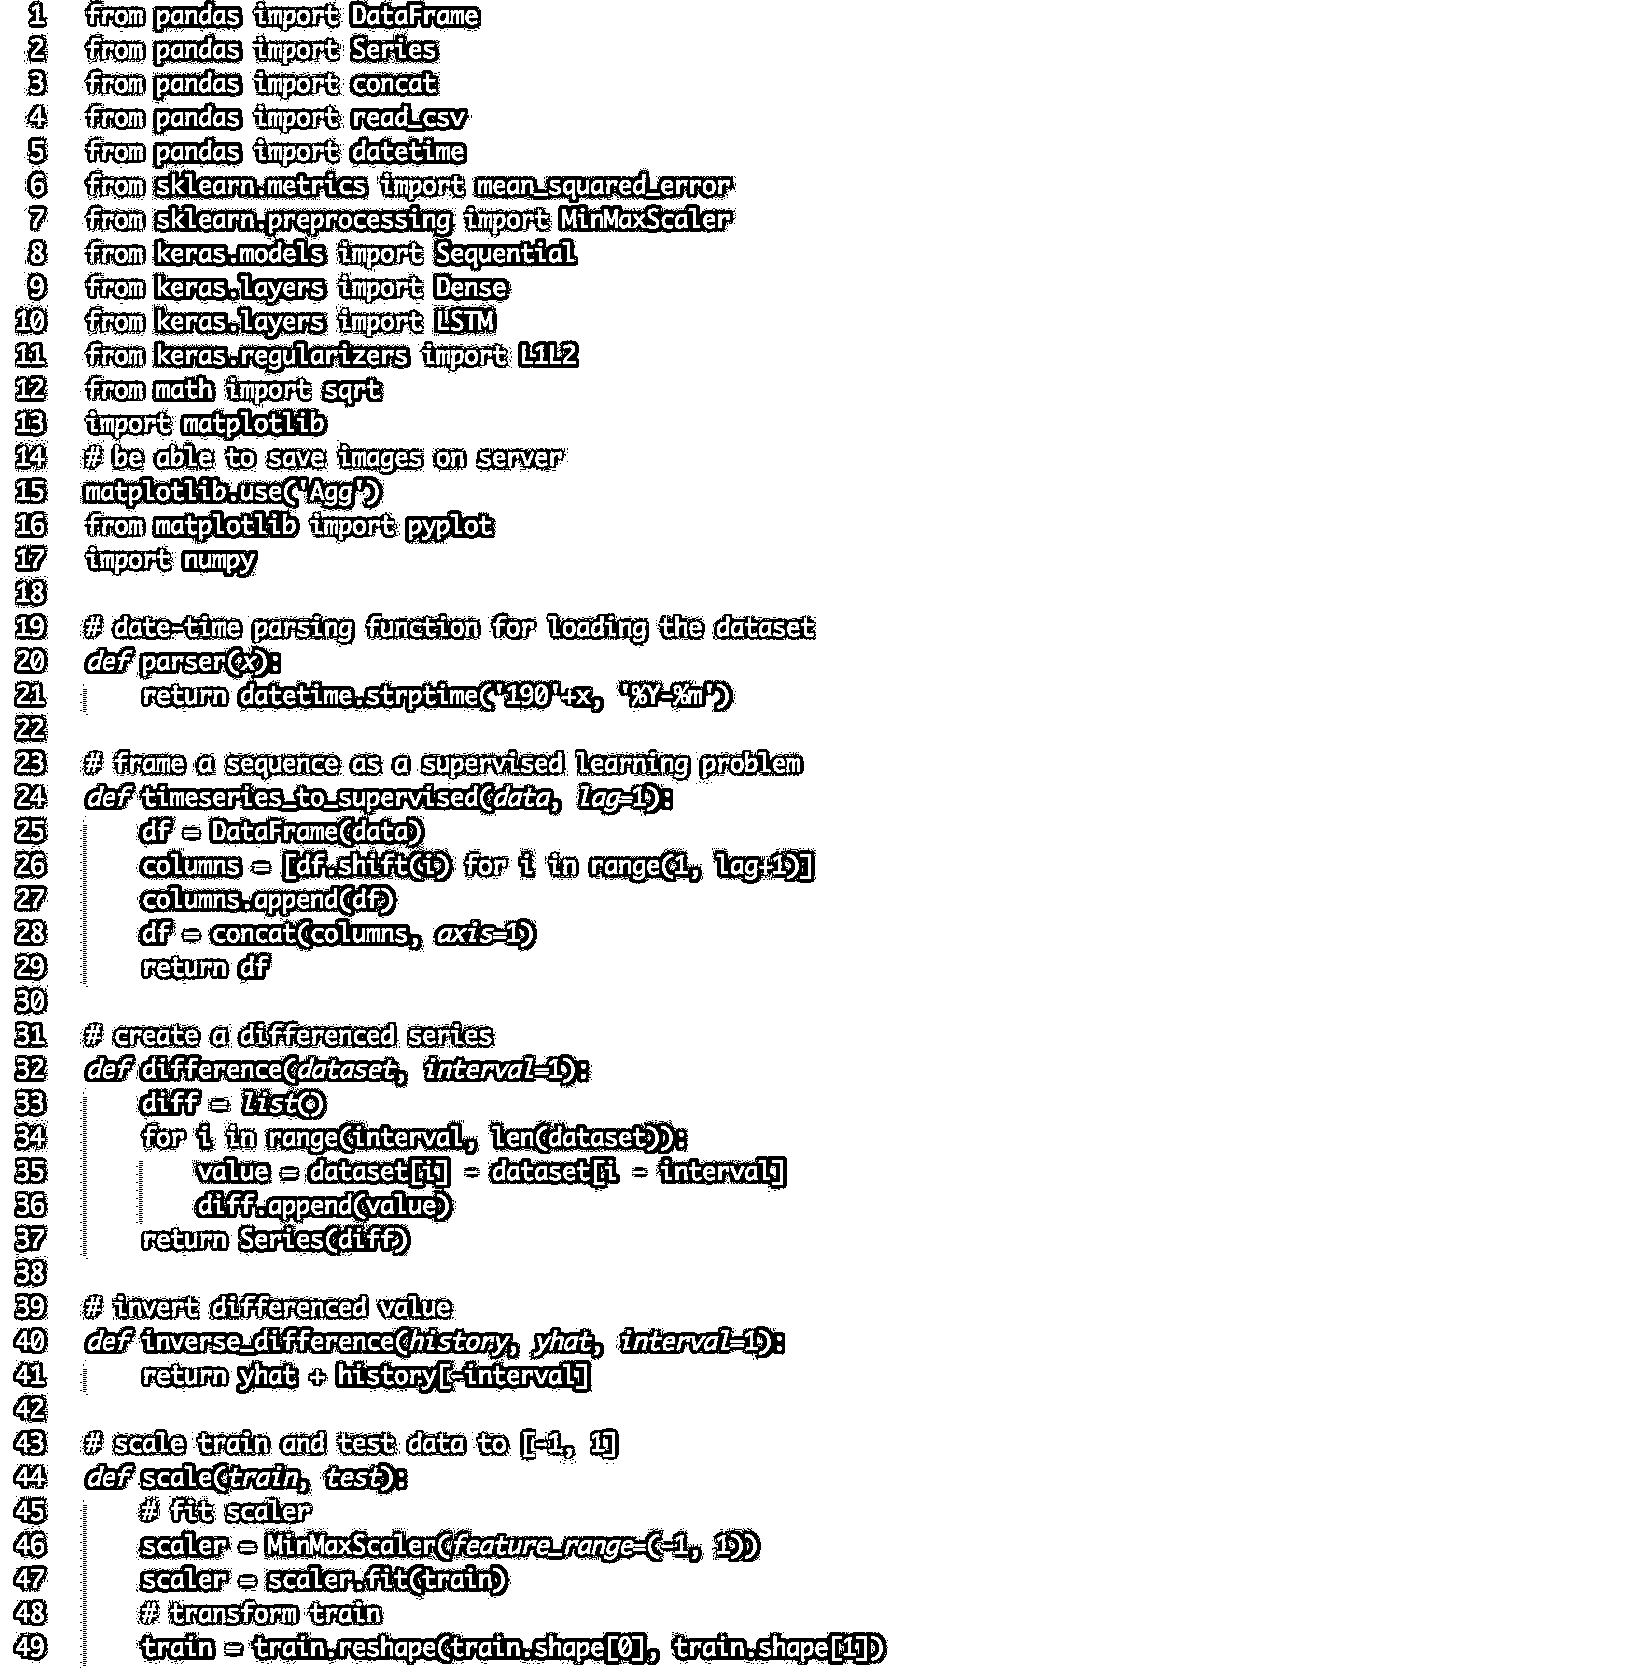 1 from pandas import DataFrame
2 from pandas import Series
3 from pandas import concat
4 from pandas import read_csv
5 from pandas import datetime
6 from sklearn.metrics import mean_squared_error
7 from sklearn.preprocessing import MinMaxScaler
8 from keras.models import Sequential
9 from keras.layers import Dense
10 from keras.layers import LSTM
11 from keras.regularizers import L1L2
12 from math import sqrt
13 import matplotlib
14 # be able to save images on server
15 matplotlib.use('Agg')
16 from matplotlib import pyplot
17 import numpy
18
19 # date-time parsing function for loading the dataset
20 def parser(x):
21     return datetime.strptime('190'+x, '%Y-%m')
22
23 # frame a sequence as a supervised learning problem
24 def timeseries_to_supervised(data, lag=1):
25     df = DataFrame(data)
26     columns = [df.shift(i) for i in range(1, lag+1)]
27     columns.append(df)
28     df = concat(columns, axis=1)
29     return df
30
31 # create a differenced series
32 def difference(dataset, interval=1):
33     diff = list()
34     for i in range(interval, len(dataset)):
35         value = dataset[i] - dataset[i - interval]
36         diff.append(value)
37     return Series(diff)
38
39 # invert differenced value
40 def inverse_difference(history, yhat, interval=1):
41     return yhat + history[-interval]
42
43 # scale train and test data to [-1, 1]
44 def scale(train, test):
45     # fit scaler
46     scaler = MinMaxScaler(feature_range=(-1, 1))
47     scaler = scaler.fit(train)
48     # transform train
49     train = train.reshape(train.shape[0], train.shape[1])